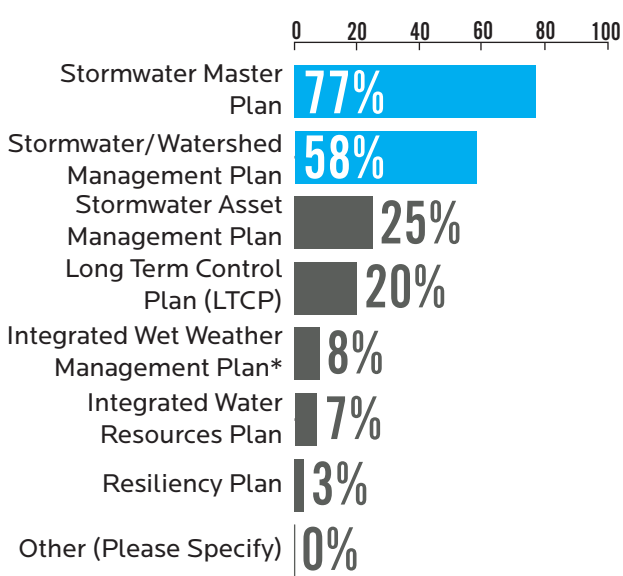 0 20 40 60 80 100
Stormwater Master
Plan
77%
Stormwater/Watershed
Management Plan
58%
Stormwater Asset
Management Plan
25%
Long Term Control
Plan (LTCP)
20%
Integrated Wet Weather
Management Plan*
8%
Integrated Water
Resources Plan
7%
Resiliency Plan
3%
Other (Please Specify)
0%